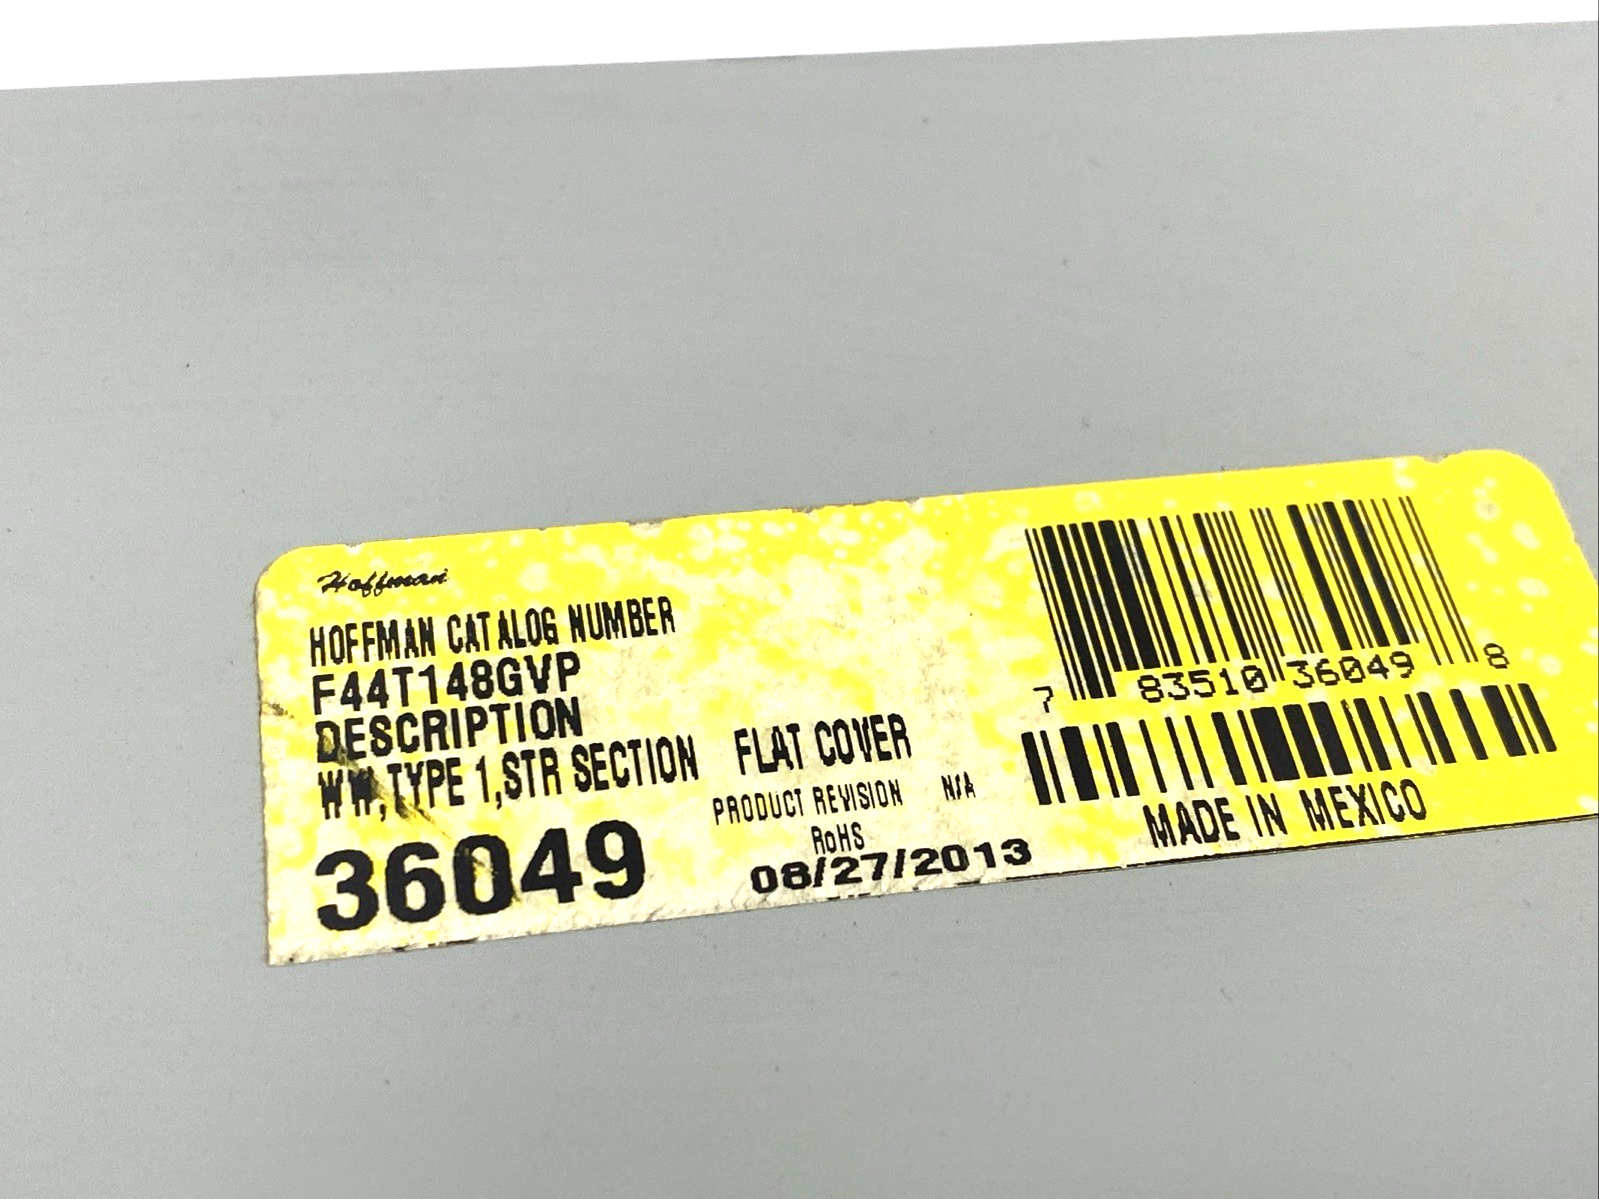 Hoffman
HOFFMAN CATALOG NUMBER
F44T148GVP
DESCRIPTION
WW,TYPE 1,STR SECTION FLAT COVER
PRODUCT REVISION N/A
RoHS
36049
08/27/2013
7 83510 36049 8
MADE IN MEXICO